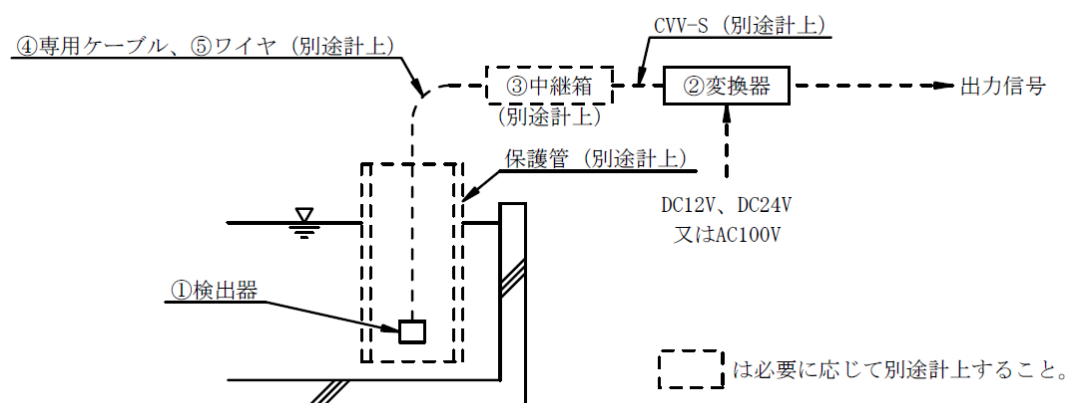 CVV-S (別途計上)
④専用ケーブル、⑤ワイヤ (別途計上)
③中継箱
(別途計上)
②変換器
出力信号
保護管 (別途計上)
DC12V、DC24V
又はAC100V
①検出器
は必要に応じて別途計上すること。